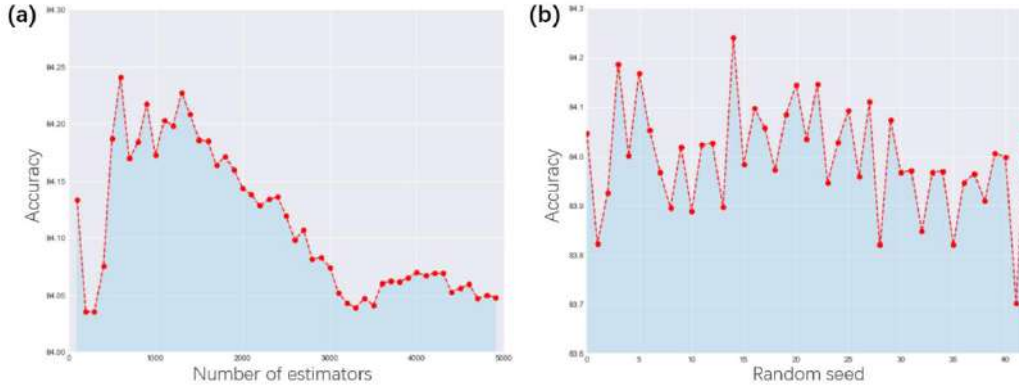 (a)
84.30
84.25
84.20
84.15
84.10
84.05
84.00
Accuracy
0 1000 2000 3000 4000 5000
Number of estimators
(b)
84.3
84.2
84.1
84.0
83.9
83.8
83.7
83.6
Accuracy
0 5 10 15 20 25 30 35 40
Random seed